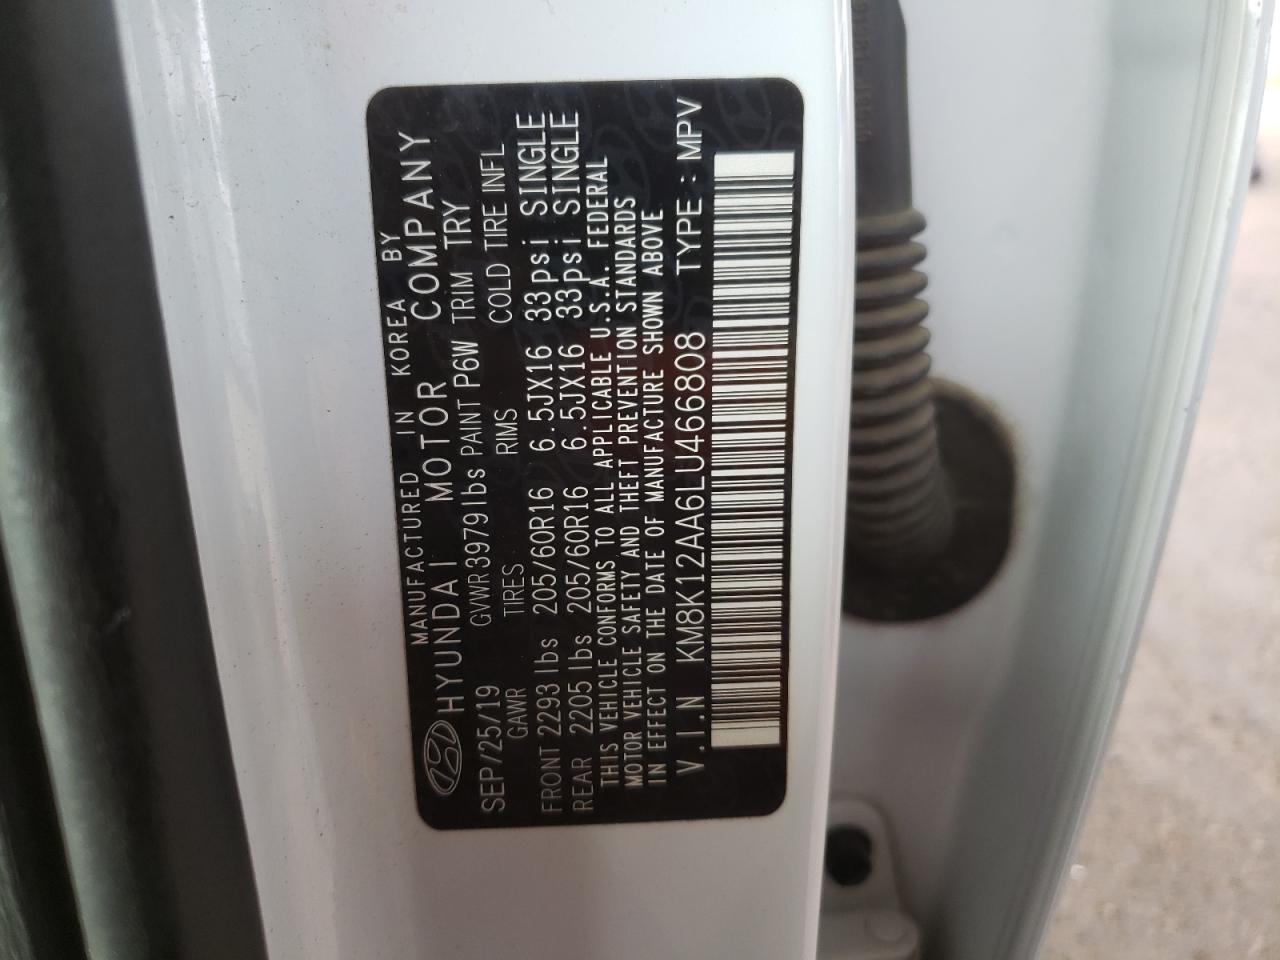 MANUFACTURED IN KOREA BY
HYUNDAI MOTOR COMPANY
SEP/25/19 GVWR 3979lbs PAINT P6W TRIM TRY
GAWR TIRES RIMS COLD TIRE INFL
FRONT 2293 lbs 205/60R16 6.5JX16 33psi SINGLE
REAR 2205 lbs 205/60R16 6.5JX16 33psi SINGLE
THIS VEHICLE CONFORMS TO ALL APPLICABLE U.S.A. FEDERAL
MOTOR VEHICLE SAFETY AND THEFT PREVENTION STANDARDS
IN EFFECT ON THE DATE OF MANUFACTURE SHOWN ABOVE
V.I.N KM8K12AA6LU466808 TYPE : MPV